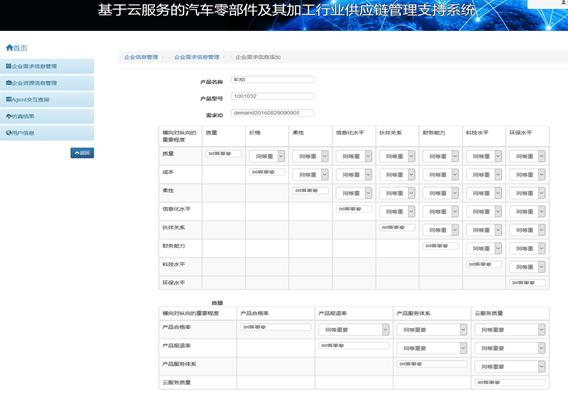 基于云服务的汽车零部件及其加工行业供应链管理支持系统
首页
企业信息管理 / 企业需求信息管理 / 企业需求信息添加
企业需求信息管理
企业资源信息管理
Agent交互查询
仿真结果
用户信息
返回
产品名称
产品型号 1001032
需求ID demand20160829090905
横向对纵向的重要程度 质量 价格 柔性 信息化水平 伙伴关系 财务能力 科技水平 环保水平
质量 同等重要 同等重 同等重 同等重 同等重 同等重 同等重 同等重
成本 同等重要 同等重 同等重 同等重 同等重 同等重 同等重
柔性 同等重要 同等重 同等重 同等重 同等重 同等重
信息化水平 同等重要 同等重 同等重 同等重 同等重
伙伴关系 同等重要 同等重 同等重 同等重
财务能力 同等重要 同等重 同等重
科技水平 同等重要 同等重
环保水平 同等重要
质量
横向对纵向的重要程度 产品合格率 产品报退率 产品服务体系 云服务质量
产品合格率 同等重要 同等重要 同等重要 同等重要
产品报退率 同等重要 同等重要 同等重要
产品服务体系 同等重要 同等重要
云服务质量 同等重要